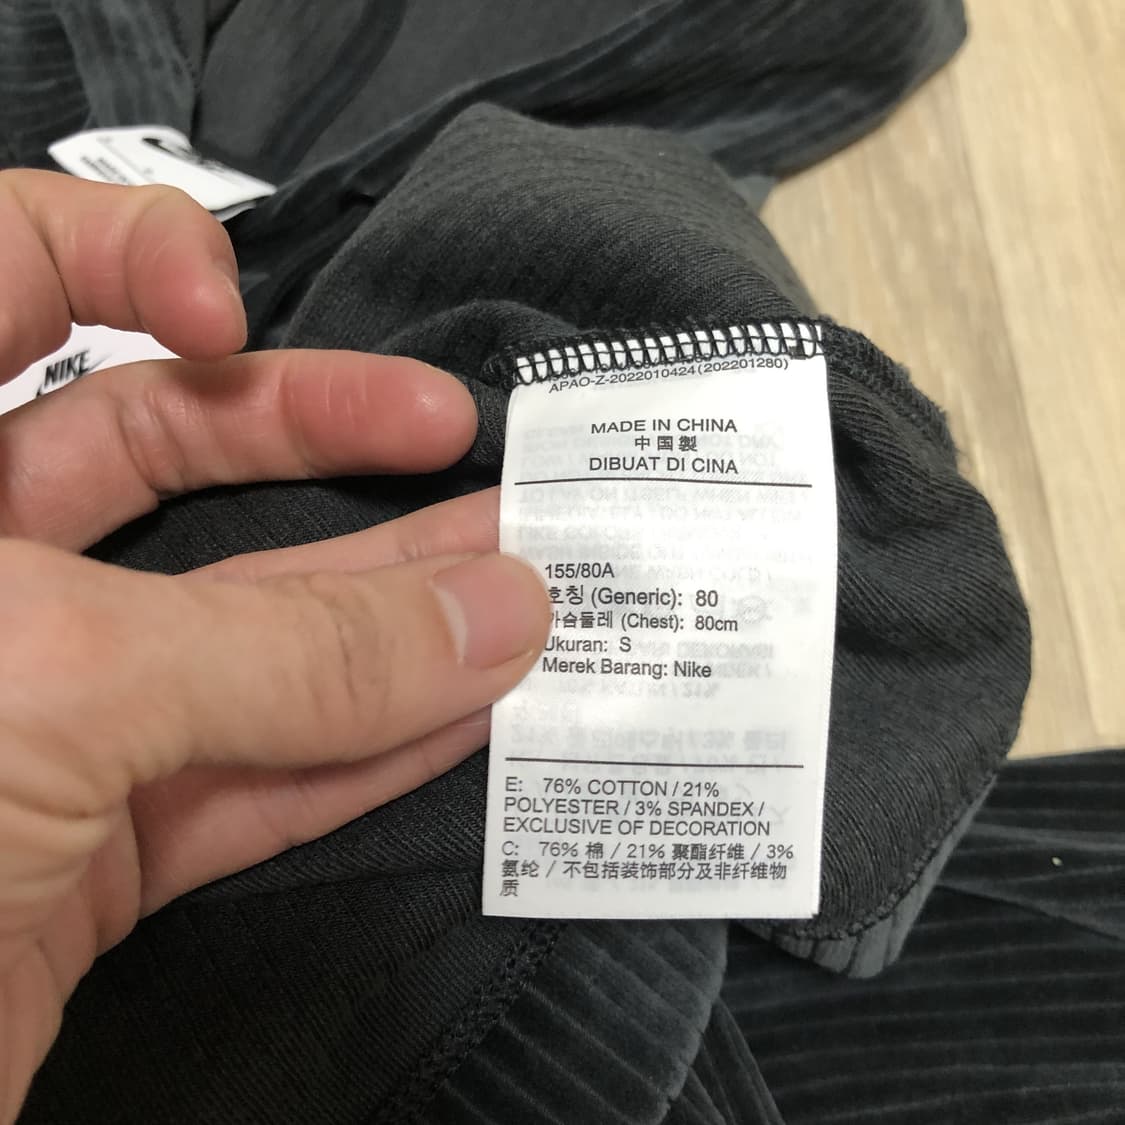 NIKE
APAO-Z-2022010424(202201280)
MADE IN CHINA
中国製
DIBUAT DI CINA
155/80A
호칭 (Generic): 80
가슴둘레 (Chest): 80cm
Ukuran: S
Merek Barang: Nike
E: 76% COTTON / 21%
POLYESTER / 3% SPANDEX /
EXCLUSIVE OF DECORATION
C: 76% 棉 / 21% 聚酯纤维 / 3%
氨纶 / 不包括装饰部分及非纤维物
质